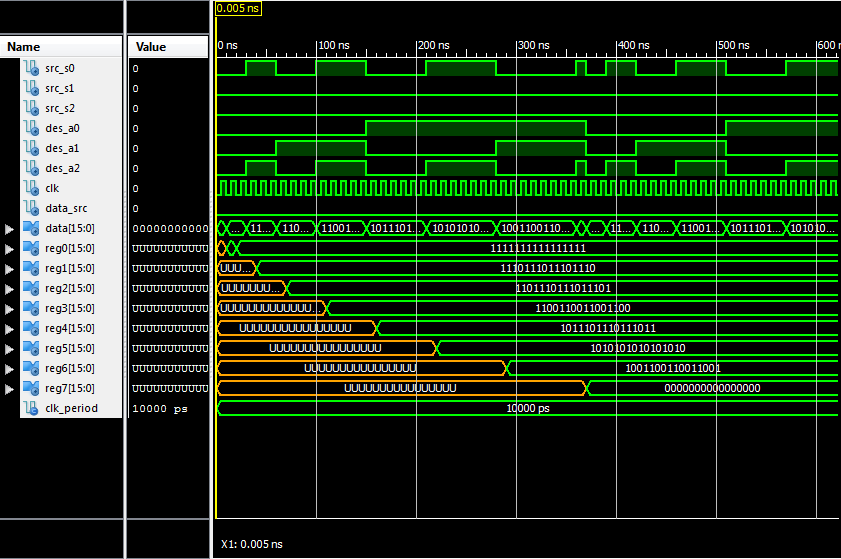 0.005 ns
Name Value 0 ns 100 ns 200 ns 300 ns 400 ns 500 ns 600 r
src_s0 0
src_s1 0
src_s2 0
des_a0 0
des_a1 0
des_a2 0
clk 0
data_src 0
data[15:0] 00000000000 ... 11... 110... 11001... 1011101... 10101010... 1001100110... ... ... 11... 110... 11001... 1011101... 101010...
reg0[15:0] UUUUUUUUUUU 1111111111111111
reg1[15:0] UUUUUUUUUUU UUU... 1110111011101110
reg2[15:0] UUUUUUUUUUU UUUUUUU... 1101110111011101
reg3[15:0] UUUUUUUUUUU UUUUUUUUUUUUU... 1100110011001100
reg4[15:0] UUUUUUUUUUU UUUUUUUUUUUUUUUU 1011101110111011
reg5[15:0] UUUUUUUUUUU UUUUUUUUUUUUUUUU 1010101010101010
reg6[15:0] UUUUUUUUUUU UUUUUUUUUUUUUUUU 1001100110011001
reg7[15:0] UUUUUUUUUUU UUUUUUUUUUUUUUUU 0000000000000000
clk_period 10000 ps 10000 ps
X1: 0.005 ns